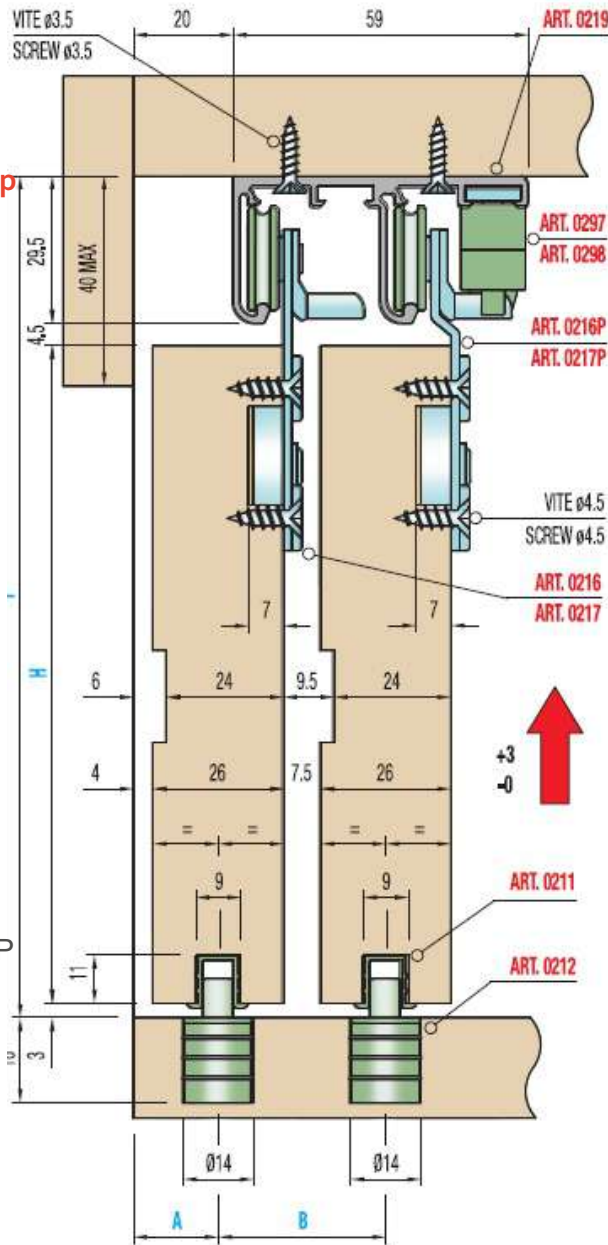 VITE ø3.5
SCREW ø3.5
20
59
ART. 0219
p
29.5
40 MAX
4.5
ART. 0297
ART. 0298
ART. 0216P
ART. 0217P
VITE ø4.5
SCREW ø4.5
ART. 0216
ART. 0217
7
7
H
6
24
9.5
24
4
26
7.5
26
+3
-0
=
=
=
=
9
9
ART. 0211
11
ART. 0212
3
Ø14
Ø14
A
B